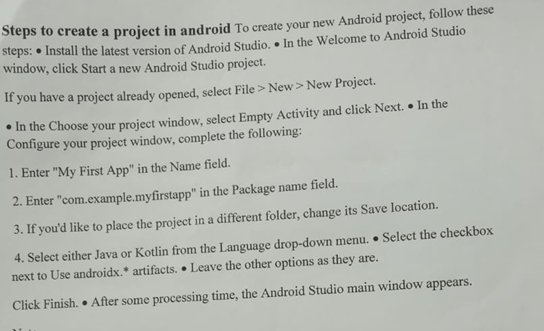 Steps to create a project in android To create your new Android project, follow these
steps: • Install the latest version of Android Studio. • In the Welcome to Android Studio
window, click Start a new Android Studio project.
If you have a project already opened, select File > New > New Project.
• In the Choose your project window, select Empty Activity and click Next. • In the
Configure your project window, complete the following:
1. Enter "My First App" in the Name field.
2. Enter "com.example.myfirstapp" in the Package name field.
3. If you'd like to place the project in a different folder, change its Save location.
4. Select either Java or Kotlin from the Language drop-down menu. • Select the checkbox
next to Use androidx.* artifacts. • Leave the other options as they are.
Click Finish. • After some processing time, the Android Studio main window appears.